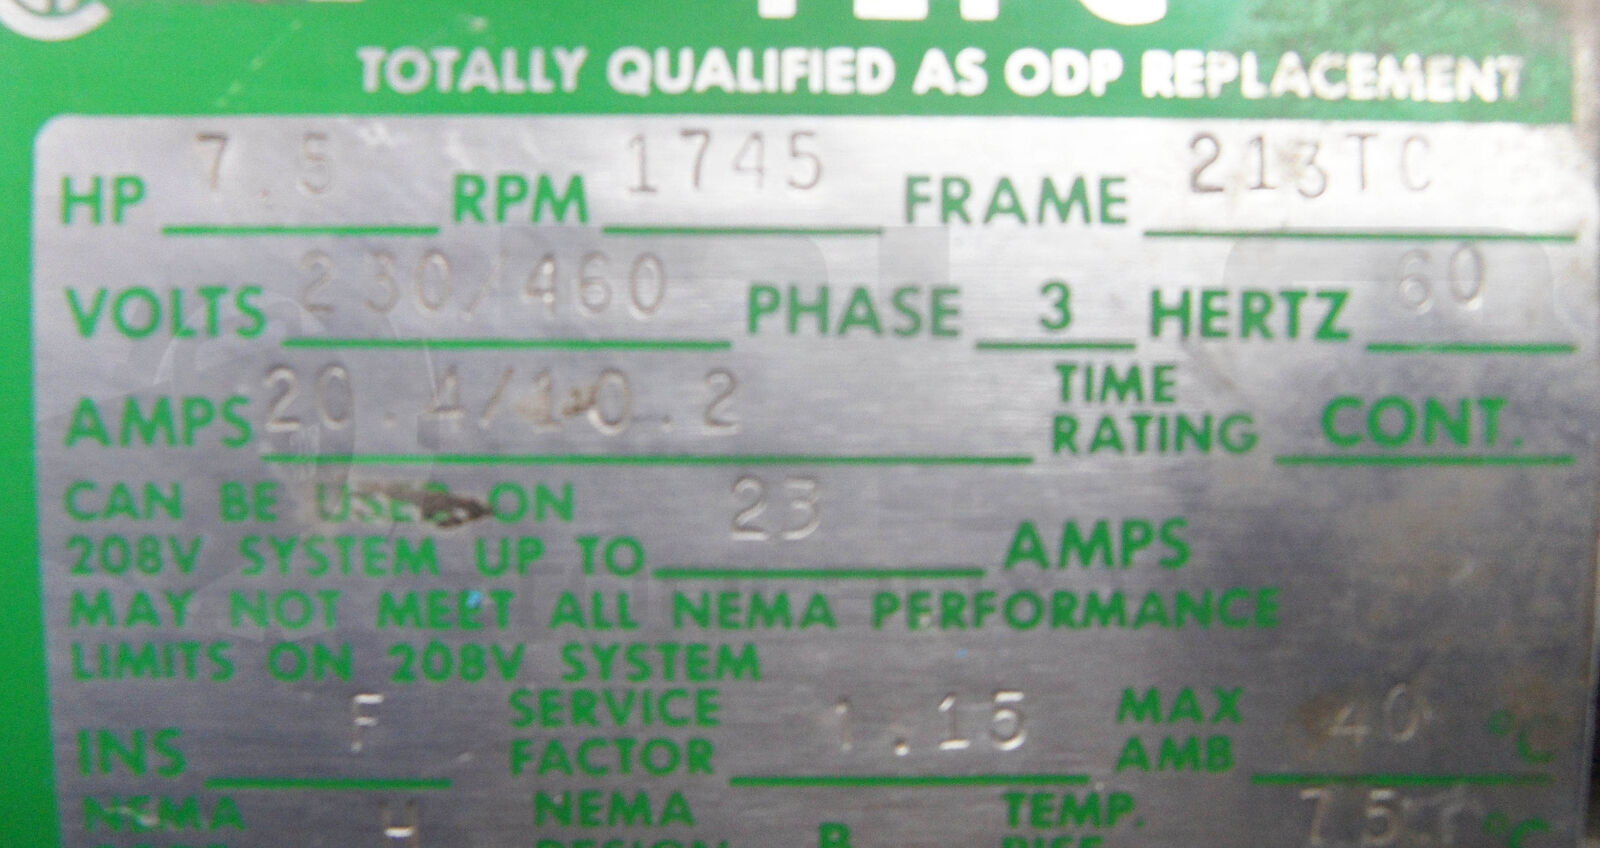 TOTALLY QUALIFIED AS ODP REPLACEMENT
HP 7.5 RPM 1745 FRAME 213TC
VOLTS 230/460 PHASE 3 HERTZ 60
AMPS 20.4/10.2 TIME RATING CONT.
CAN BE USED ON
208V SYSTEM UP TO 23 AMPS
MAY NOT MEET ALL NEMA PERFORMANCE
LIMITS ON 208V SYSTEM
INS F SERVICE FACTOR 1.15 MAX AMB 40 °C
NEMA H NEMA B TEMP. 75 °C